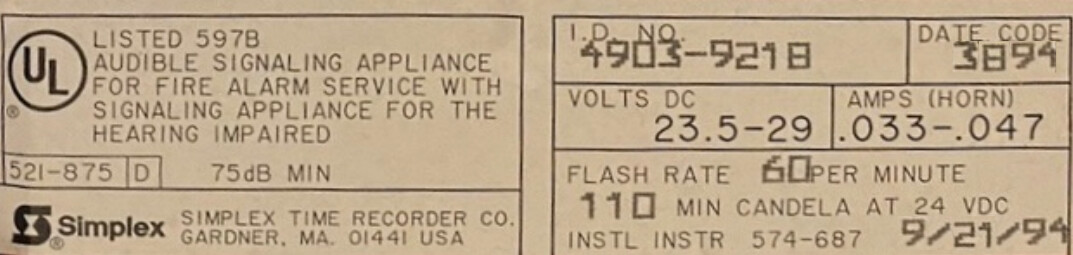 UL
®
LISTED 597B
AUDIBLE SIGNALING APPLIANCE
FOR FIRE ALARM SERVICE WITH
SIGNALING APPLIANCE FOR THE
HEARING IMPAIRED
521-875 D 75dB MIN
Simplex® SIMPLEX TIME RECORDER CO.
GARDNER, MA. 01441 USA
I.D. NO. DATE CODE
4903-9218 3894
VOLTS DC AMPS (HORN)
23.5-29 .033-.047
FLASH RATE 60 PER MINUTE
110 MIN CANDELA AT 24 VDC
INSTL INSTR 574-687 9/21/94